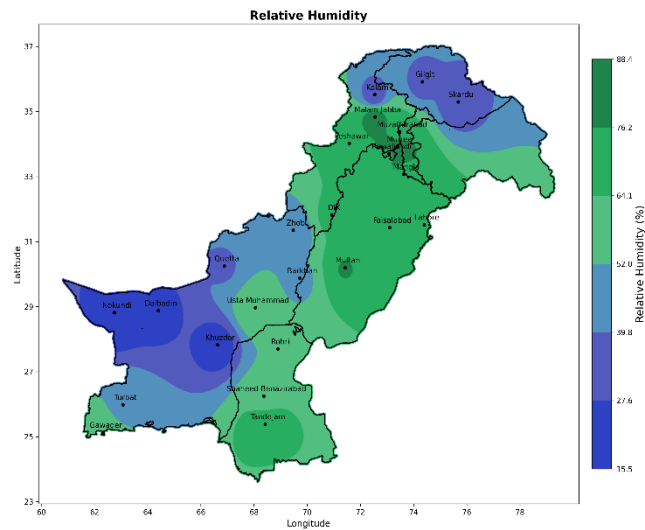 Relative Humidity
37
35
33
31
29
27
25
23
Latitude
60
62
64
66
68
70
72
74
76
78
Longitude
Gilgit
Kalam
Skardu
Malam Jabba
Muzaffarabad
Murree
Peshawar
Rawalakot
Mangla
DIK
Lahore
Faisalabad
Zhob
Quetta
Multan
Barkhan
Usta Muhammad
Nokundi
Dalbadin
Khuzdar
Rohri
Shaheed Benazirabad
Turbat
Tandojam
Gawader
88.4
76.2
64.1
52.0
39.8
27.6
15.5
Relative Humidity (%)